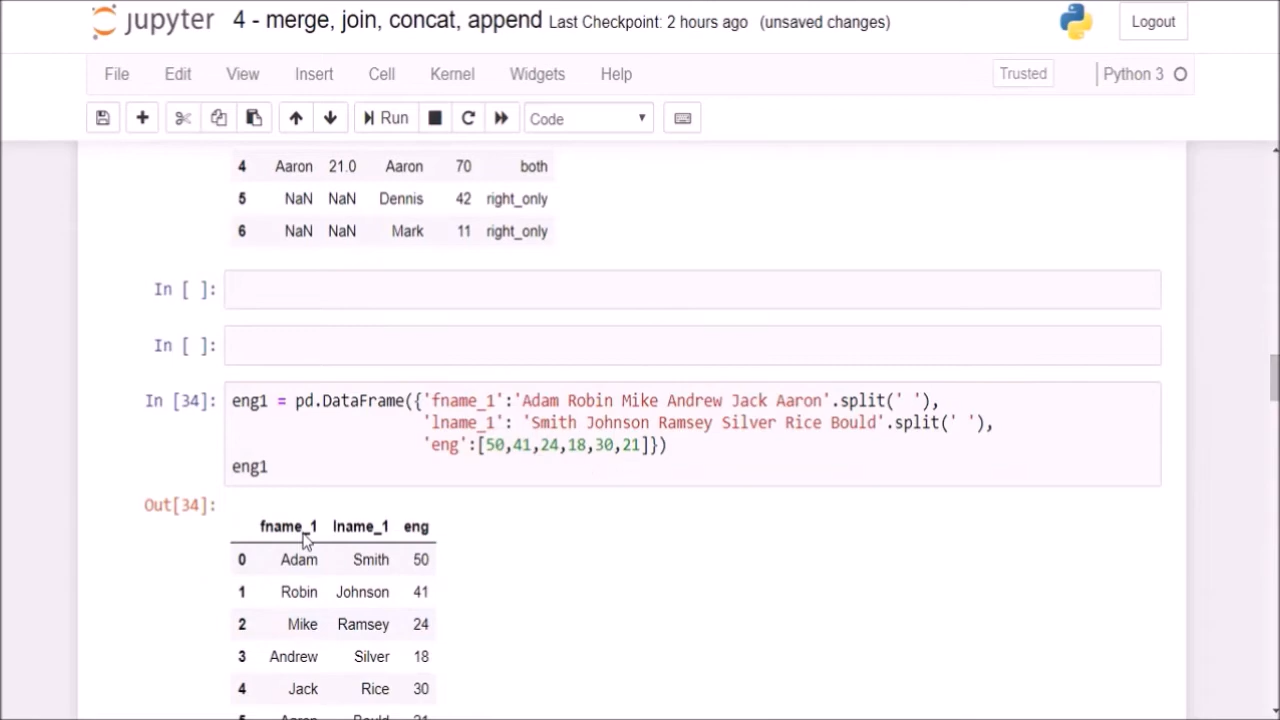 jupyter 4 - merge, join, concat, append Last Checkpoint: 2 hours ago (unsaved changes) Logout
File Edit View Insert Cell Kernel Widgets Help Trusted Python 3
Run Code
4 Aaron 21.0 Aaron 70 both
5 NaN NaN Dennis 42 right_only
6 NaN NaN Mark 11 right_only
In [ ]:
In [ ]:
In [34]: eng1 = pd.DataFrame({'fname_1':'Adam Robin Mike Andrew Jack Aaron'.split(' '),
'lname_1': 'Smith Johnson Ramsey Silver Rice Bould'.split(' '),
'eng':[50,41,24,18,30,21]})
eng1
Out[34]:
fname_1 lname_1 eng
0 Adam Smith 50
1 Robin Johnson 41
2 Mike Ramsey 24
3 Andrew Silver 18
4 Jack Rice 30